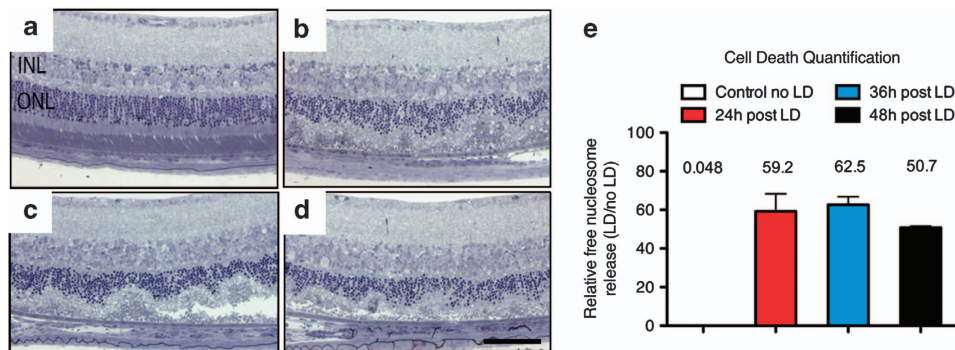 a
INL
ONL
b
c
d
e
Cell Death Quantification
Control no LD
36h post LD
24h post LD
48h post LD
Relative free nucleosome
release (LD/no LD)
100
80
60
40
20
0
0.048
59.2
62.5
50.7